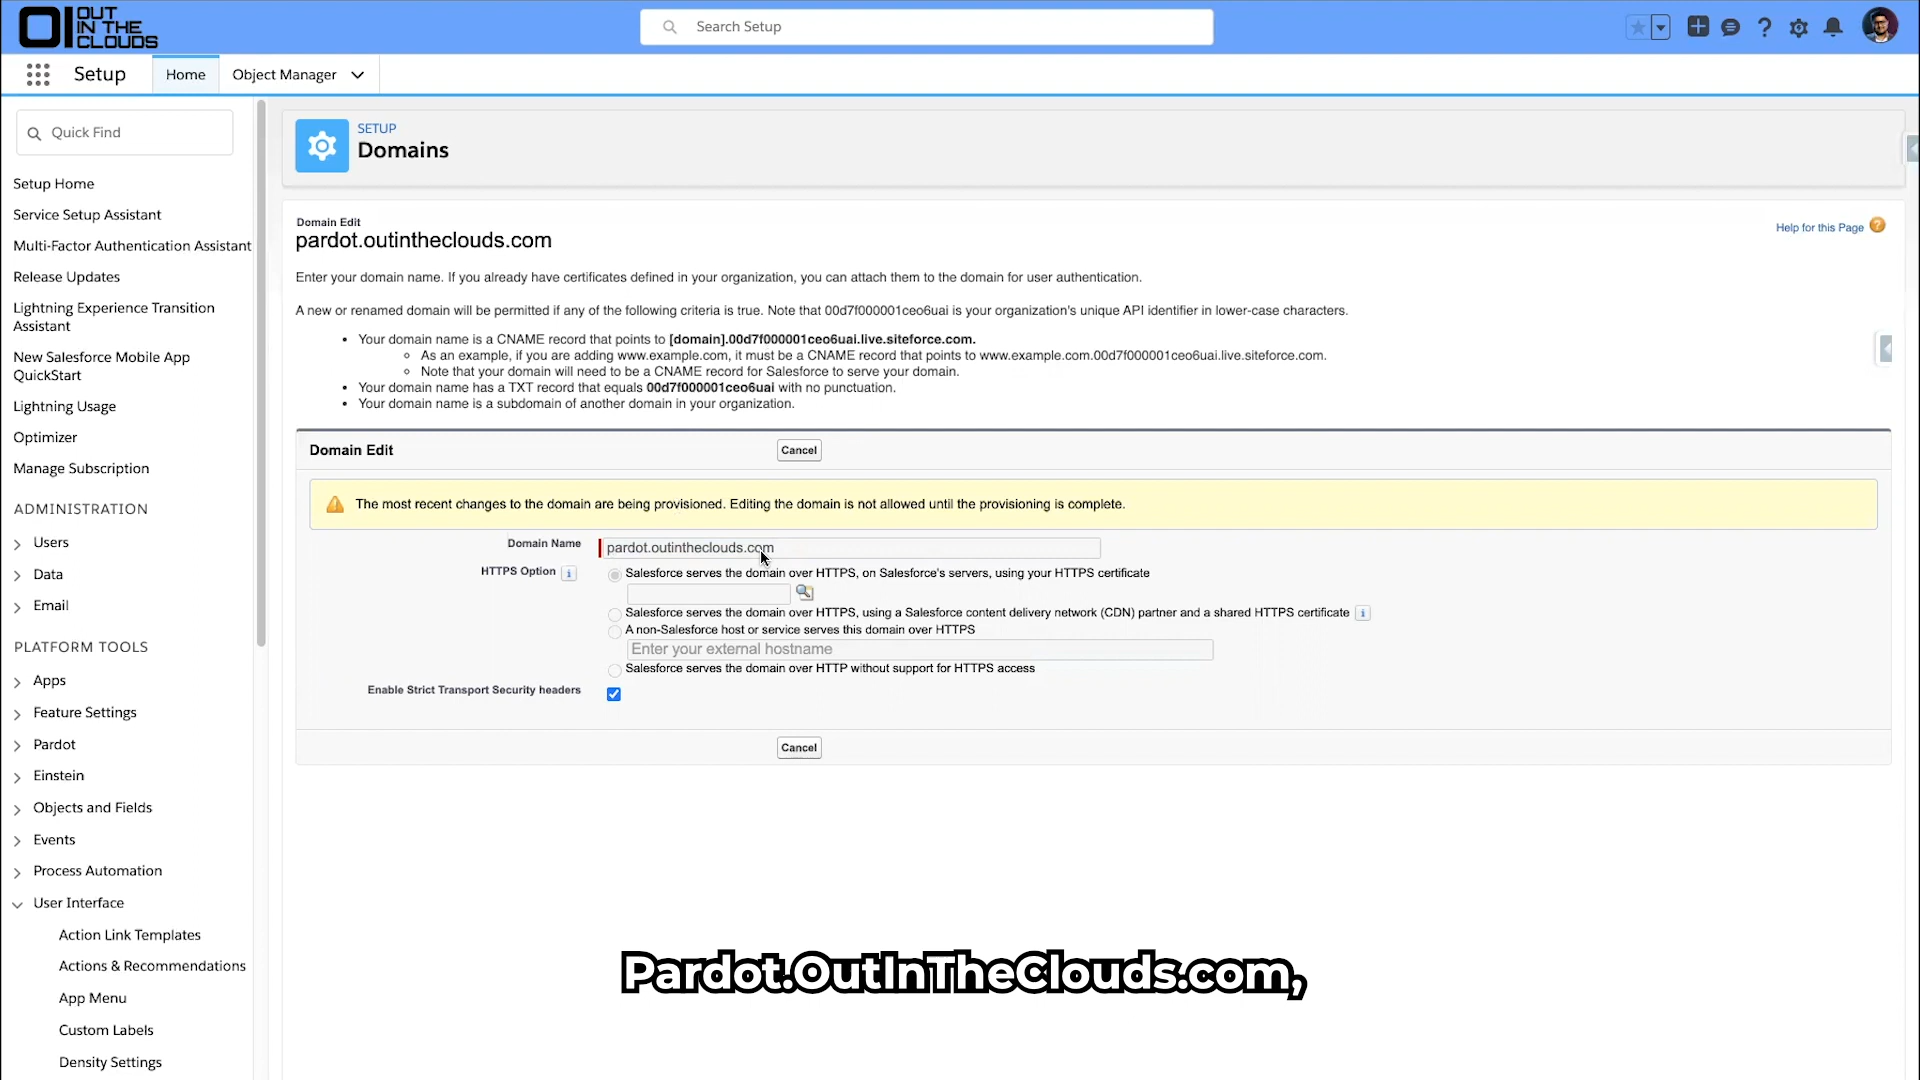 OUT
IN THE
CLOUDS
Search Setup
Setup
Home
Object Manager
Quick Find
Setup Home
Service Setup Assistant
Multi-Factor Authentication Assistant
Release Updates
Lightning Experience Transition
Assistant
New Salesforce Mobile App
QuickStart
Lightning Usage
Optimizer
Manage Subscription
ADMINISTRATION
Users
Data
Email
PLATFORM TOOLS
Apps
Feature Settings
Pardot
Einstein
Objects and Fields
Events
Process Automation
User Interface
Action Link Templates
Actions & Recommendations
App Menu
Custom Labels
Density Settings
SETUP
Domains
Domain Edit
pardot.outintheclouds.com
Help for this Page
Enter your domain name. If you already have certificates defined in your organization, you can attach them to the domain for user authentication.
A new or renamed domain will be permitted if any of the following criteria is true. Note that 00d7f000001ceo6uai is your organization's unique API identifier in lower-case characters.
• Your domain name is a CNAME record that points to [domain].00d7f000001ceo6uai.live.siteforce.com.
As an example, if you are adding www.example.com, it must be a CNAME record that points to www.example.com.00d7f000001ceo6uai.live.siteforce.com.
Note that your domain will need to be a CNAME record for Salesforce to serve your domain.
• Your domain name has a TXT record that equals 00d7f000001ceo6uai with no punctuation.
• Your domain name is a subdomain of another domain in your organization.
Domain Edit
Cancel
The most recent changes to the domain are being provisioned. Editing the domain is not allowed until the provisioning is complete.
Domain Name
pardot.outintheclouds.com
HTTPS Option
Salesforce serves the domain over HTTPS, on Salesforce's servers, using your HTTPS certificate
Salesforce serves the domain over HTTPS, using a Salesforce content delivery network (CDN) partner and a shared HTTPS certificate
A non-Salesforce host or service serves this domain over HTTPS
Enter your external hostname
Salesforce serves the domain over HTTP without support for HTTPS access
Enable Strict Transport Security headers
Cancel
Pardot.OutInTheClouds.com,